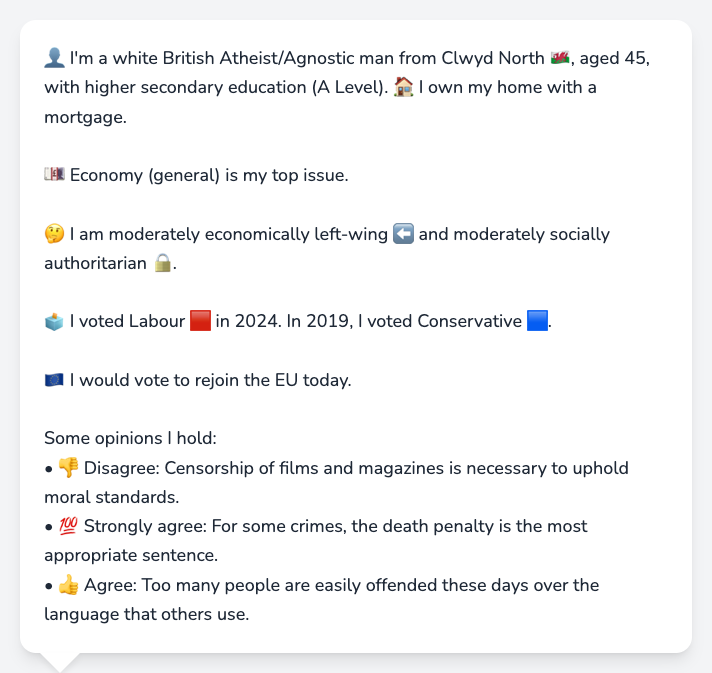 👤 I'm a white British Atheist/Agnostic man from Clwyd North 🏴󠁧󠁢󠁷󠁬󠁳󠁿, aged 45,
with higher secondary education (A Level). 🏠 I own my home with a
mortgage.
💷 Economy (general) is my top issue.
🤔 I am moderately economically left-wing ⬅️ and moderately socially
authoritarian 🔒.
🗳️ I voted Labour 🟥 in 2024. In 2019, I voted Conservative 🟦.
🇪🇺 I would vote to rejoin the EU today.
Some opinions I hold:
• 👎 Disagree: Censorship of films and magazines is necessary to uphold
moral standards.
• 💯 Strongly agree: For some crimes, the death penalty is the most
appropriate sentence.
• 👍 Agree: Too many people are easily offended these days over the
language that others use.